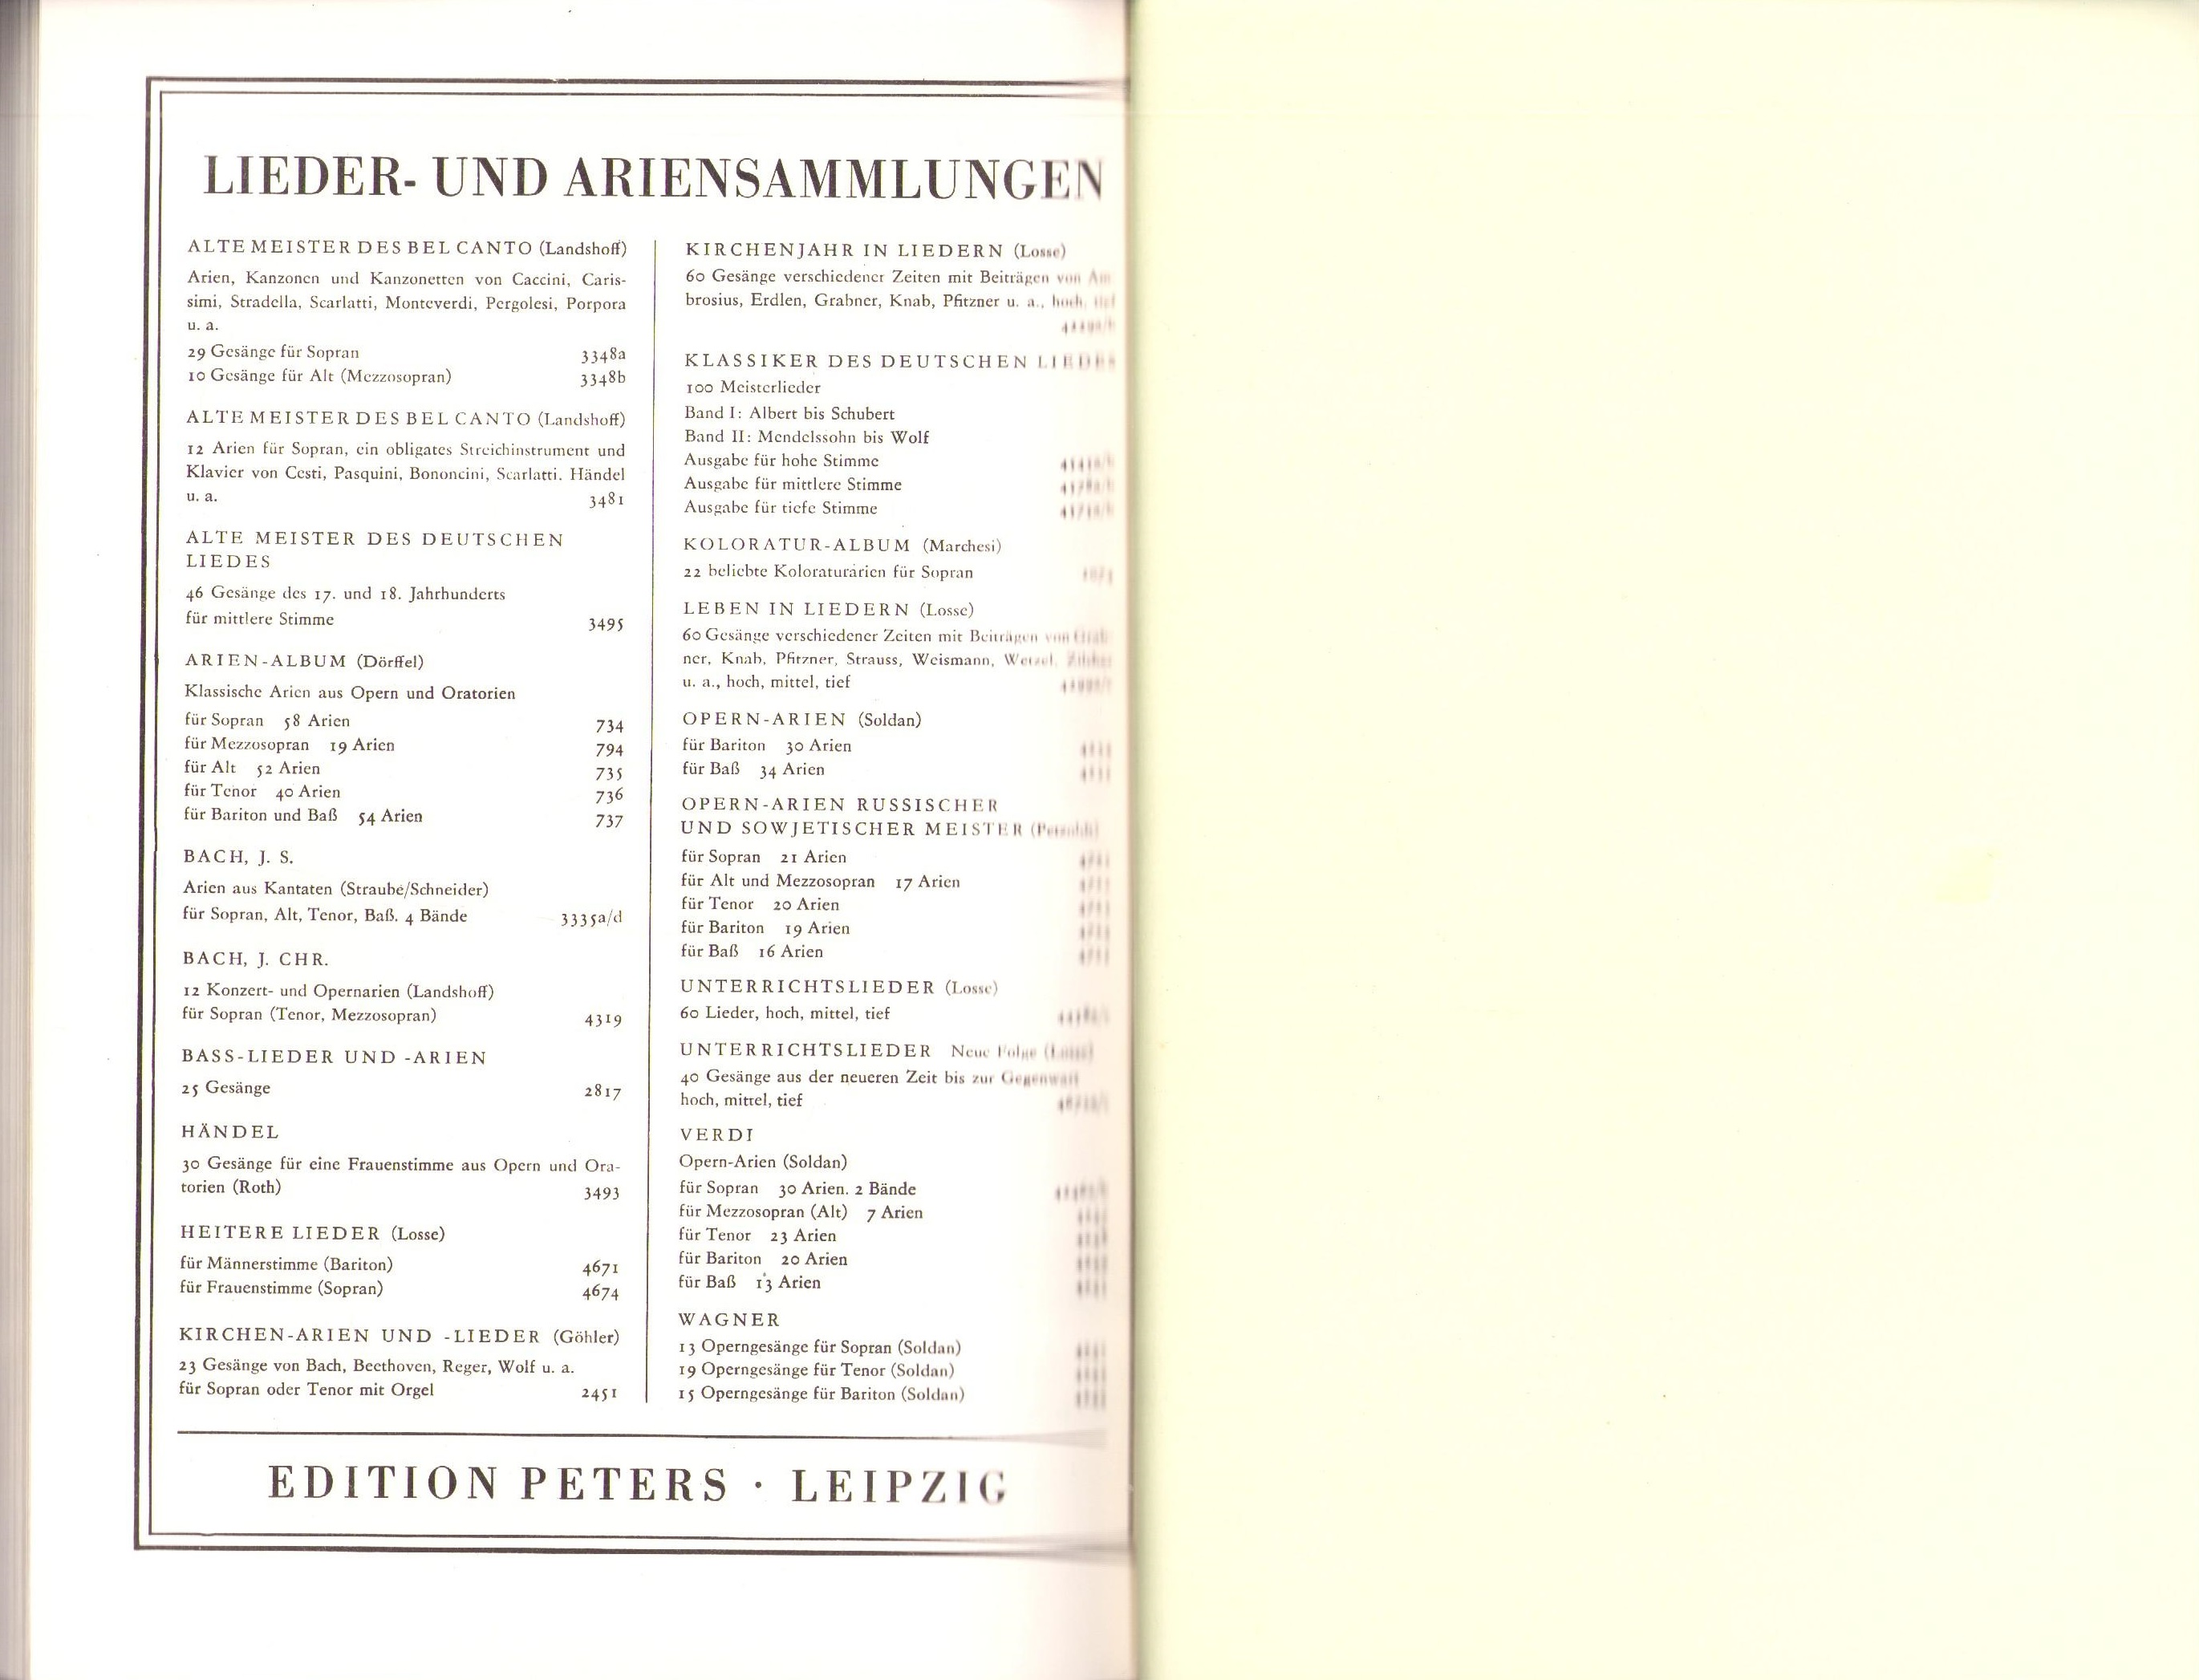 LIEDER- UND ARIENSAMMLUNGEN
ALTE MEISTER DES BEL CANTO (Landshoff)
Arien, Kanzonen und Kanzonetten von Caccini, Caris-
simi, Stradella, Scarlatti, Monteverdi, Pergolesi, Porpora
u. a.
29 Gesänge für Sopran 3348a
10 Gesänge für Alt (Mezzosopran) 3348b
ALTE MEISTER DES BEL CANTO (Landshoff)
12 Arien für Sopran, ein obligates Streichinstrument und
Klavier von Cesti, Pasquini, Bononcini, Scarlatti. Händel
u. a. 3481
ALTE MEISTER DES DEUTSCHEN
LIEDES
46 Gesänge des 17. und 18. Jahrhunderts
für mittlere Stimme 3495
ARIEN-ALBUM (Dörffel)
Klassische Arien aus Opern und Oratorien
für Sopran 58 Arien 734
für Mezzosopran 19 Arien 794
für Alt 52 Arien 735
für Tenor 40 Arien 736
für Bariton und Baß 54 Arien 737
BACH, J. S.
Arien aus Kantaten (Straube/Schneider)
für Sopran, Alt, Tenor, Baß. 4 Bände 3335a/d
BACH, J. CHR.
12 Konzert- und Opernarien (Landshoff)
für Sopran (Tenor, Mezzosopran) 4319
BASS-LIEDER UND -ARIEN
25 Gesänge 2817
HÄNDEL
30 Gesänge für eine Frauenstimme aus Opern und Ora-
torien (Roth) 3493
HEITERE LIEDER (Losse)
für Männerstimme (Bariton) 4671
für Frauenstimme (Sopran) 4674
KIRCHEN-ARIEN UND -LIEDER (Göhler)
23 Gesänge von Bach, Beethoven, Reger, Wolf u. a.
für Sopran oder Tenor mit Orgel 2451
KIRCHENJAHR IN LIEDERN (Losse)
60 Gesänge verschiedener Zeiten mit Beiträgen von Am
brosius, Erdlen, Grabner, Knab, Pfitzner u. a., hoch,
KLASSIKER DES DEUTSCHEN LIEDES
100 Meisterlieder
Band I: Albert bis Schubert
Band II: Mendelssohn bis Wolf
Ausgabe für hohe Stimme
Ausgabe für mittlere Stimme
Ausgabe für tiefe Stimme
KOLORATUR-ALBUM (Marchesi)
22 beliebte Koloraturarien für Sopran
LEBEN IN LIEDERN (Losse)
60 Gesänge verschiedener Zeiten mit Beiträgen von
ner, Knab, Pfitzner, Strauss, Weismann,
u. a., hoch, mittel, tief
OPERN-ARIEN (Soldan)
für Bariton 30 Arien
für Baß 34 Arien
OPERN-ARIEN RUSSISCHER
UND SOWJETISCHER MEISTER
für Sopran 21 Arien
für Alt und Mezzosopran 17 Arien
für Tenor 20 Arien
für Bariton 19 Arien
für Baß 16 Arien
UNTERRICHTSLIEDER (Losse)
60 Lieder, hoch, mittel, tief
UNTERRICHTSLIEDER Neue Folge (Losse)
40 Gesänge aus der neueren Zeit bis zur Gegenwart
hoch, mittel, tief
VERDI
Opern-Arien (Soldan)
für Sopran 30 Arien. 2 Bände
für Mezzosopran (Alt) 7 Arien
für Tenor 23 Arien
für Bariton 20 Arien
für Baß 13 Arien
WAGNER
13 Operngesänge für Sopran (Soldan)
19 Operngesänge für Tenor (Soldan)
15 Operngesänge für Bariton (Soldan)
EDITION PETERS · LEIPZIG